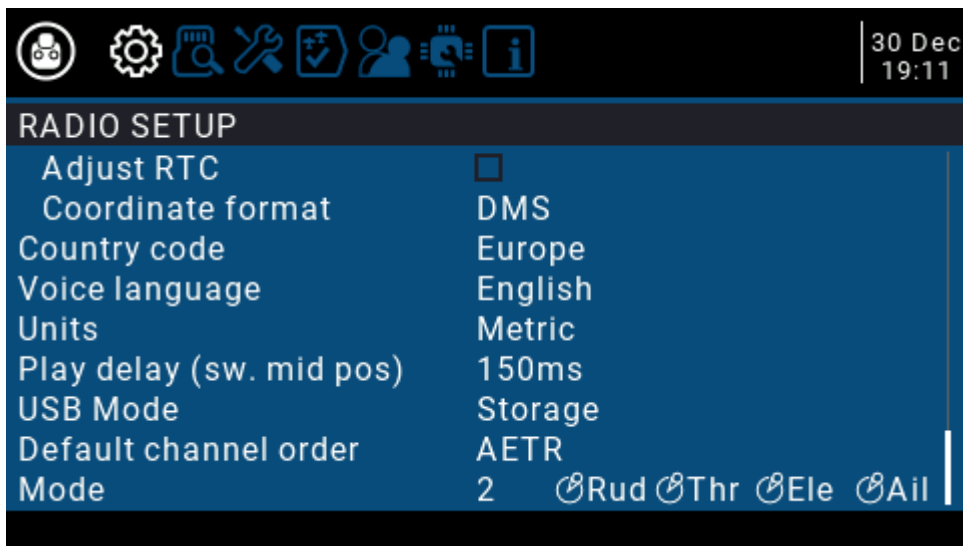 30 Dec
19:11
RADIO SETUP
Adjust RTC
Coordinate format DMS
Country code Europe
Voice language English
Units Metric
Play delay (sw. mid pos) 150ms
USB Mode Storage
Default channel order AETR
Mode 2 Rud Thr Ele Ail